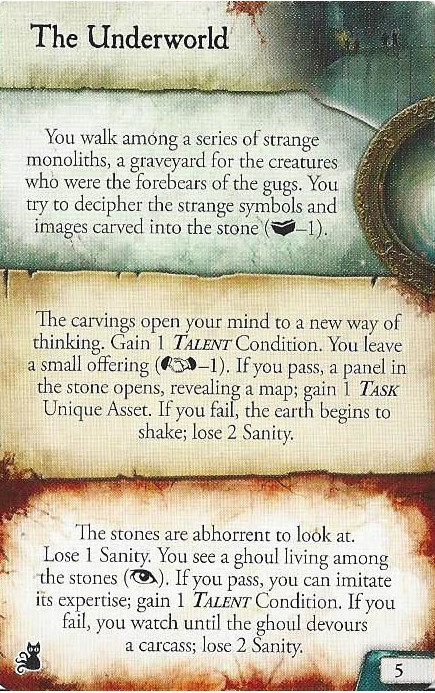 The Underworld
You walk among a series of strange
monoliths, a graveyard for the creatures
who were the forebears of the gugs. You
try to decipher the strange symbols and
images carved into the stone (–1).
The carvings open your mind to a new way of
thinking. Gain 1 TALENT Condition. You leave
a small offering (–1). If you pass, a panel in
the stone opens, revealing a map; gain 1 TASK
Unique Asset. If you fail, the earth begins to
shake; lose 2 Sanity.
The stones are abhorrent to look at.
Lose 1 Sanity. You see a ghoul living among
the stones (). If you pass, you can imitate
its expertise; gain 1 TALENT Condition. If you
fail, you watch until the ghoul devours
a carcass; lose 2 Sanity.
5